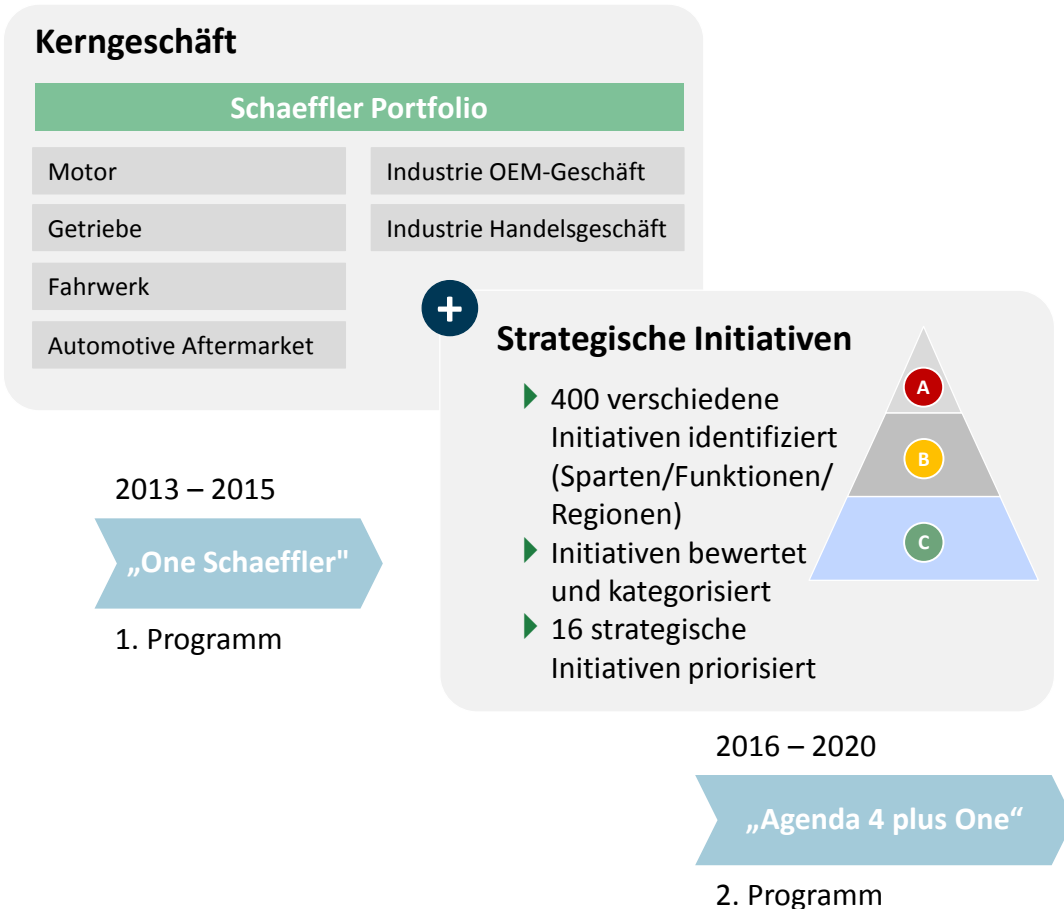 Kerngeschäft
Schaeffler Portfolio
Motor
Getriebe
Fahrwerk
Automotive Aftermarket
Industrie OEM-Geschäft
Industrie Handelsgeschäft
+
Strategische Initiativen
400 verschiedene
Initiativen identifiziert
(Sparten/Funktionen/
Regionen)
Initiativen bewertet
und kategorisiert
16 strategische
Initiativen priorisiert
A
B
C
2013 – 2015
„One Schaeffler"
1. Programm
2016 – 2020
„Agenda 4 plus One“
2. Programm